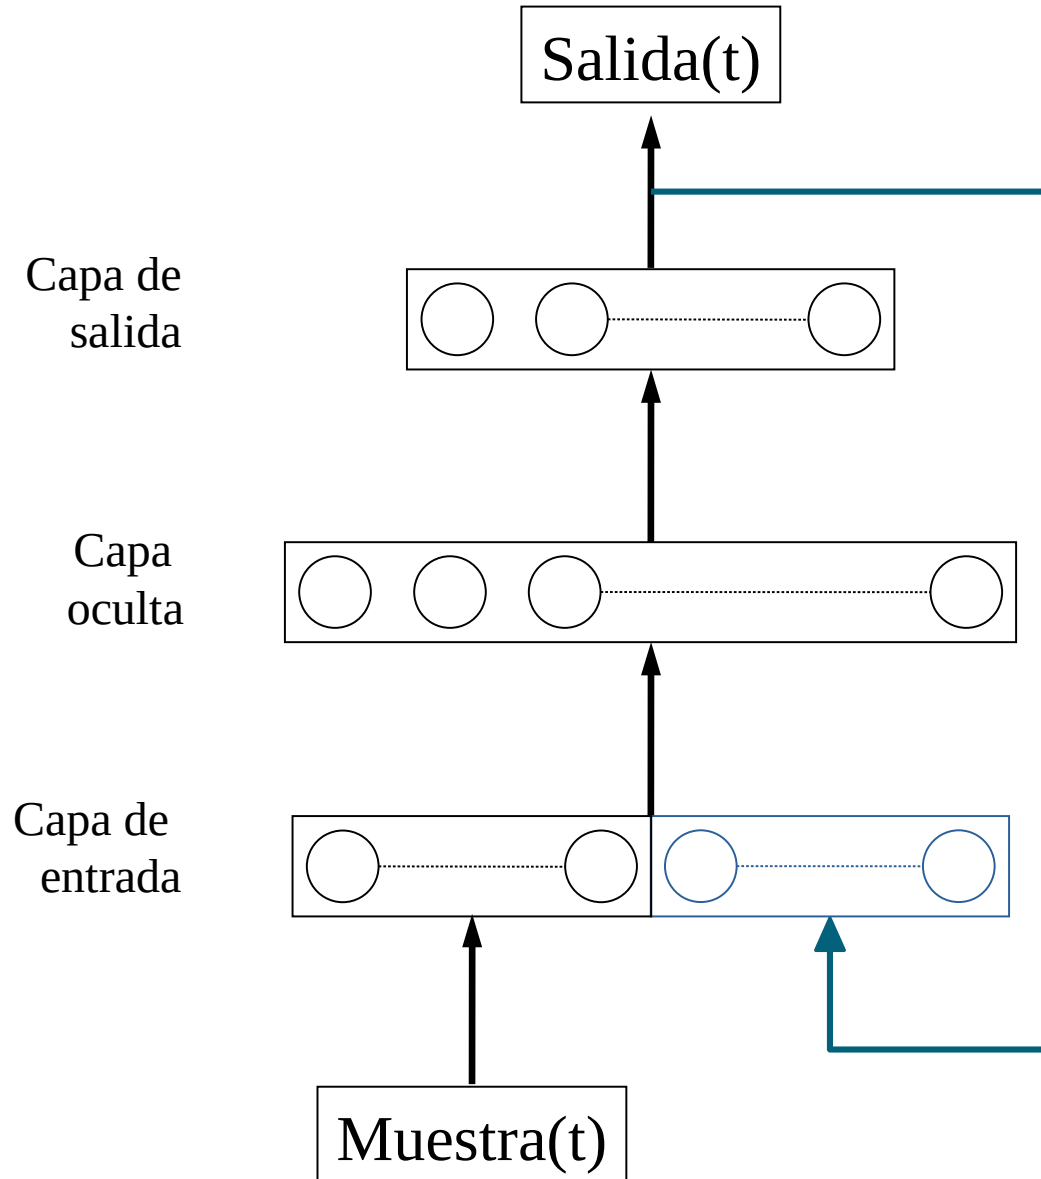 Salida(t)
Capa de
salida
Capa
oculta
Capa de
entrada
Muestra(t)